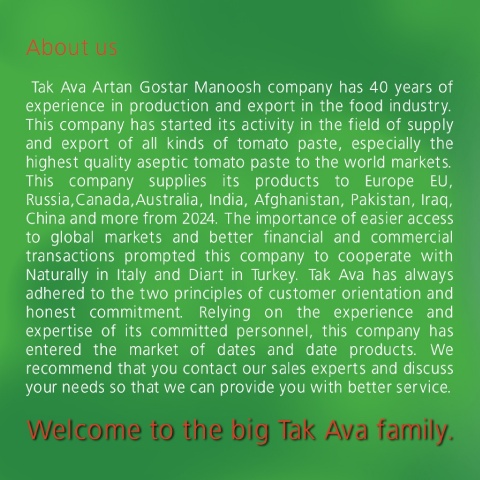 About us
Tak Ava Artan Gostar Manoosh company has 40 years of
experience in production and export in the food industry.
This company has started its activity in the field of supply
and export of all kinds of tomato paste, especially the
highest quality aseptic tomato paste to the world markets.
This company supplies its products to Europe EU,
Russia,Canada,Australia, India, Afghanistan, Pakistan, Iraq,
China and more from 2024. The importance of easier access
to global markets and better financial and commercial
transactions prompted this company to cooperate with
Naturally in Italy and Diart in Turkey. Tak Ava has always
adhered to the two principles of customer orientation and
honest commitment. Relying on the experience and
expertise of its committed personnel, this company has
entered the market of dates and date products. We
recommend that you contact our sales experts and discuss
your needs so that we can provide you with better service.
Welcome to the big Tak Ava family.